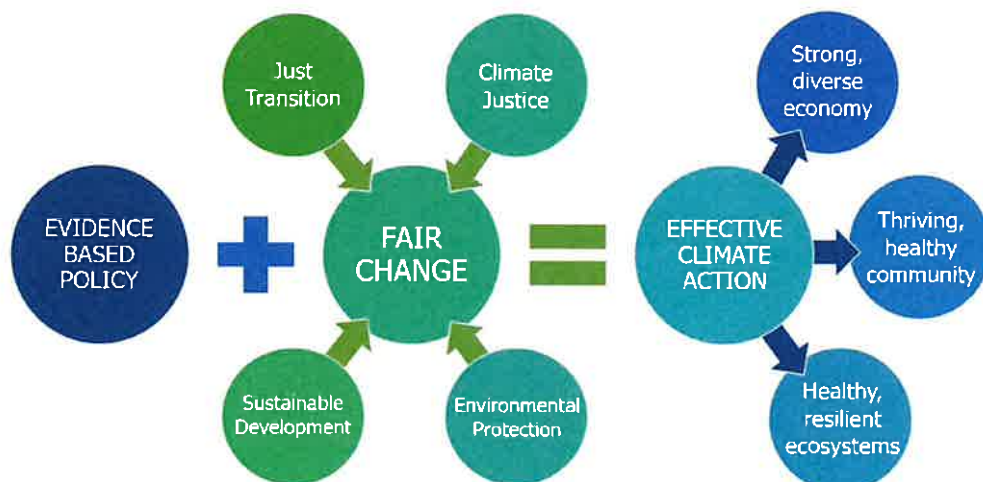 EVIDENCE
BASED
POLICY
Just
Transition
Climate
Justice
FAIR
CHANGE
Sustainable
Development
Environmental
Protection
EFFECTIVE
CLIMATE
ACTION
Strong,
diverse
economy
Thriving,
healthy
community
Healthy,
resilient
ecosystems